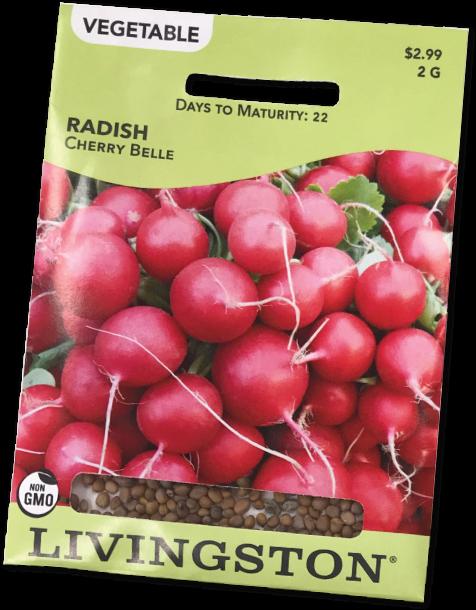 VEGETABLE
$2.99
2 G
DAYS TO MATURITY: 22
RADISH
CHERRY BELLE
NON
GMO
LIVINGSTON®